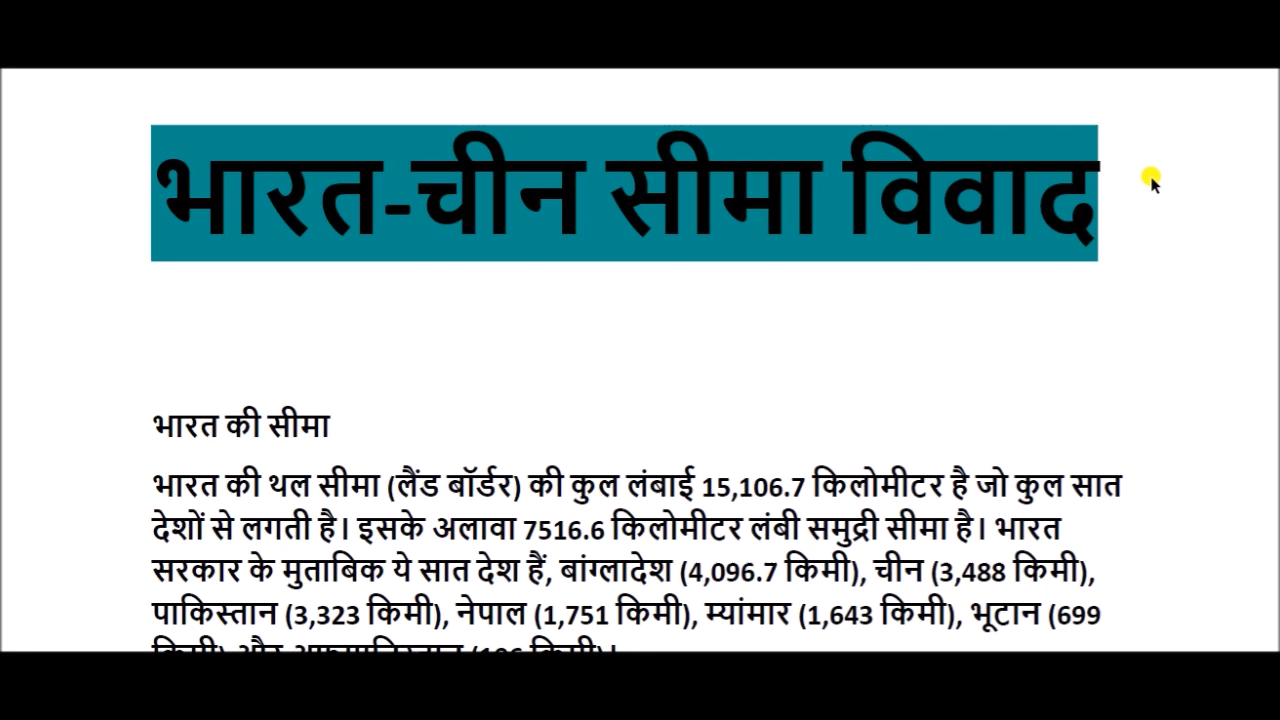 भारत-चीन सीमा विवाद
भारत की सीमा
भारत की थल सीमा (लैंड बॉर्डर) की कुल लंबाई 15,106.7 किलोमीटर है जो कुल सात
देशों से लगती है। इसके अलावा 7516.6 किलोमीटर लंबी समुद्री सीमा है। भारत
सरकार के मुताबिक ये सात देश हैं, बांग्लादेश (4,096.7 किमी), चीन (3,488 किमी),
पाकिस्तान (3,323 किमी), नेपाल (1,751 किमी), म्यांमार (1,643 किमी), भूटान (699